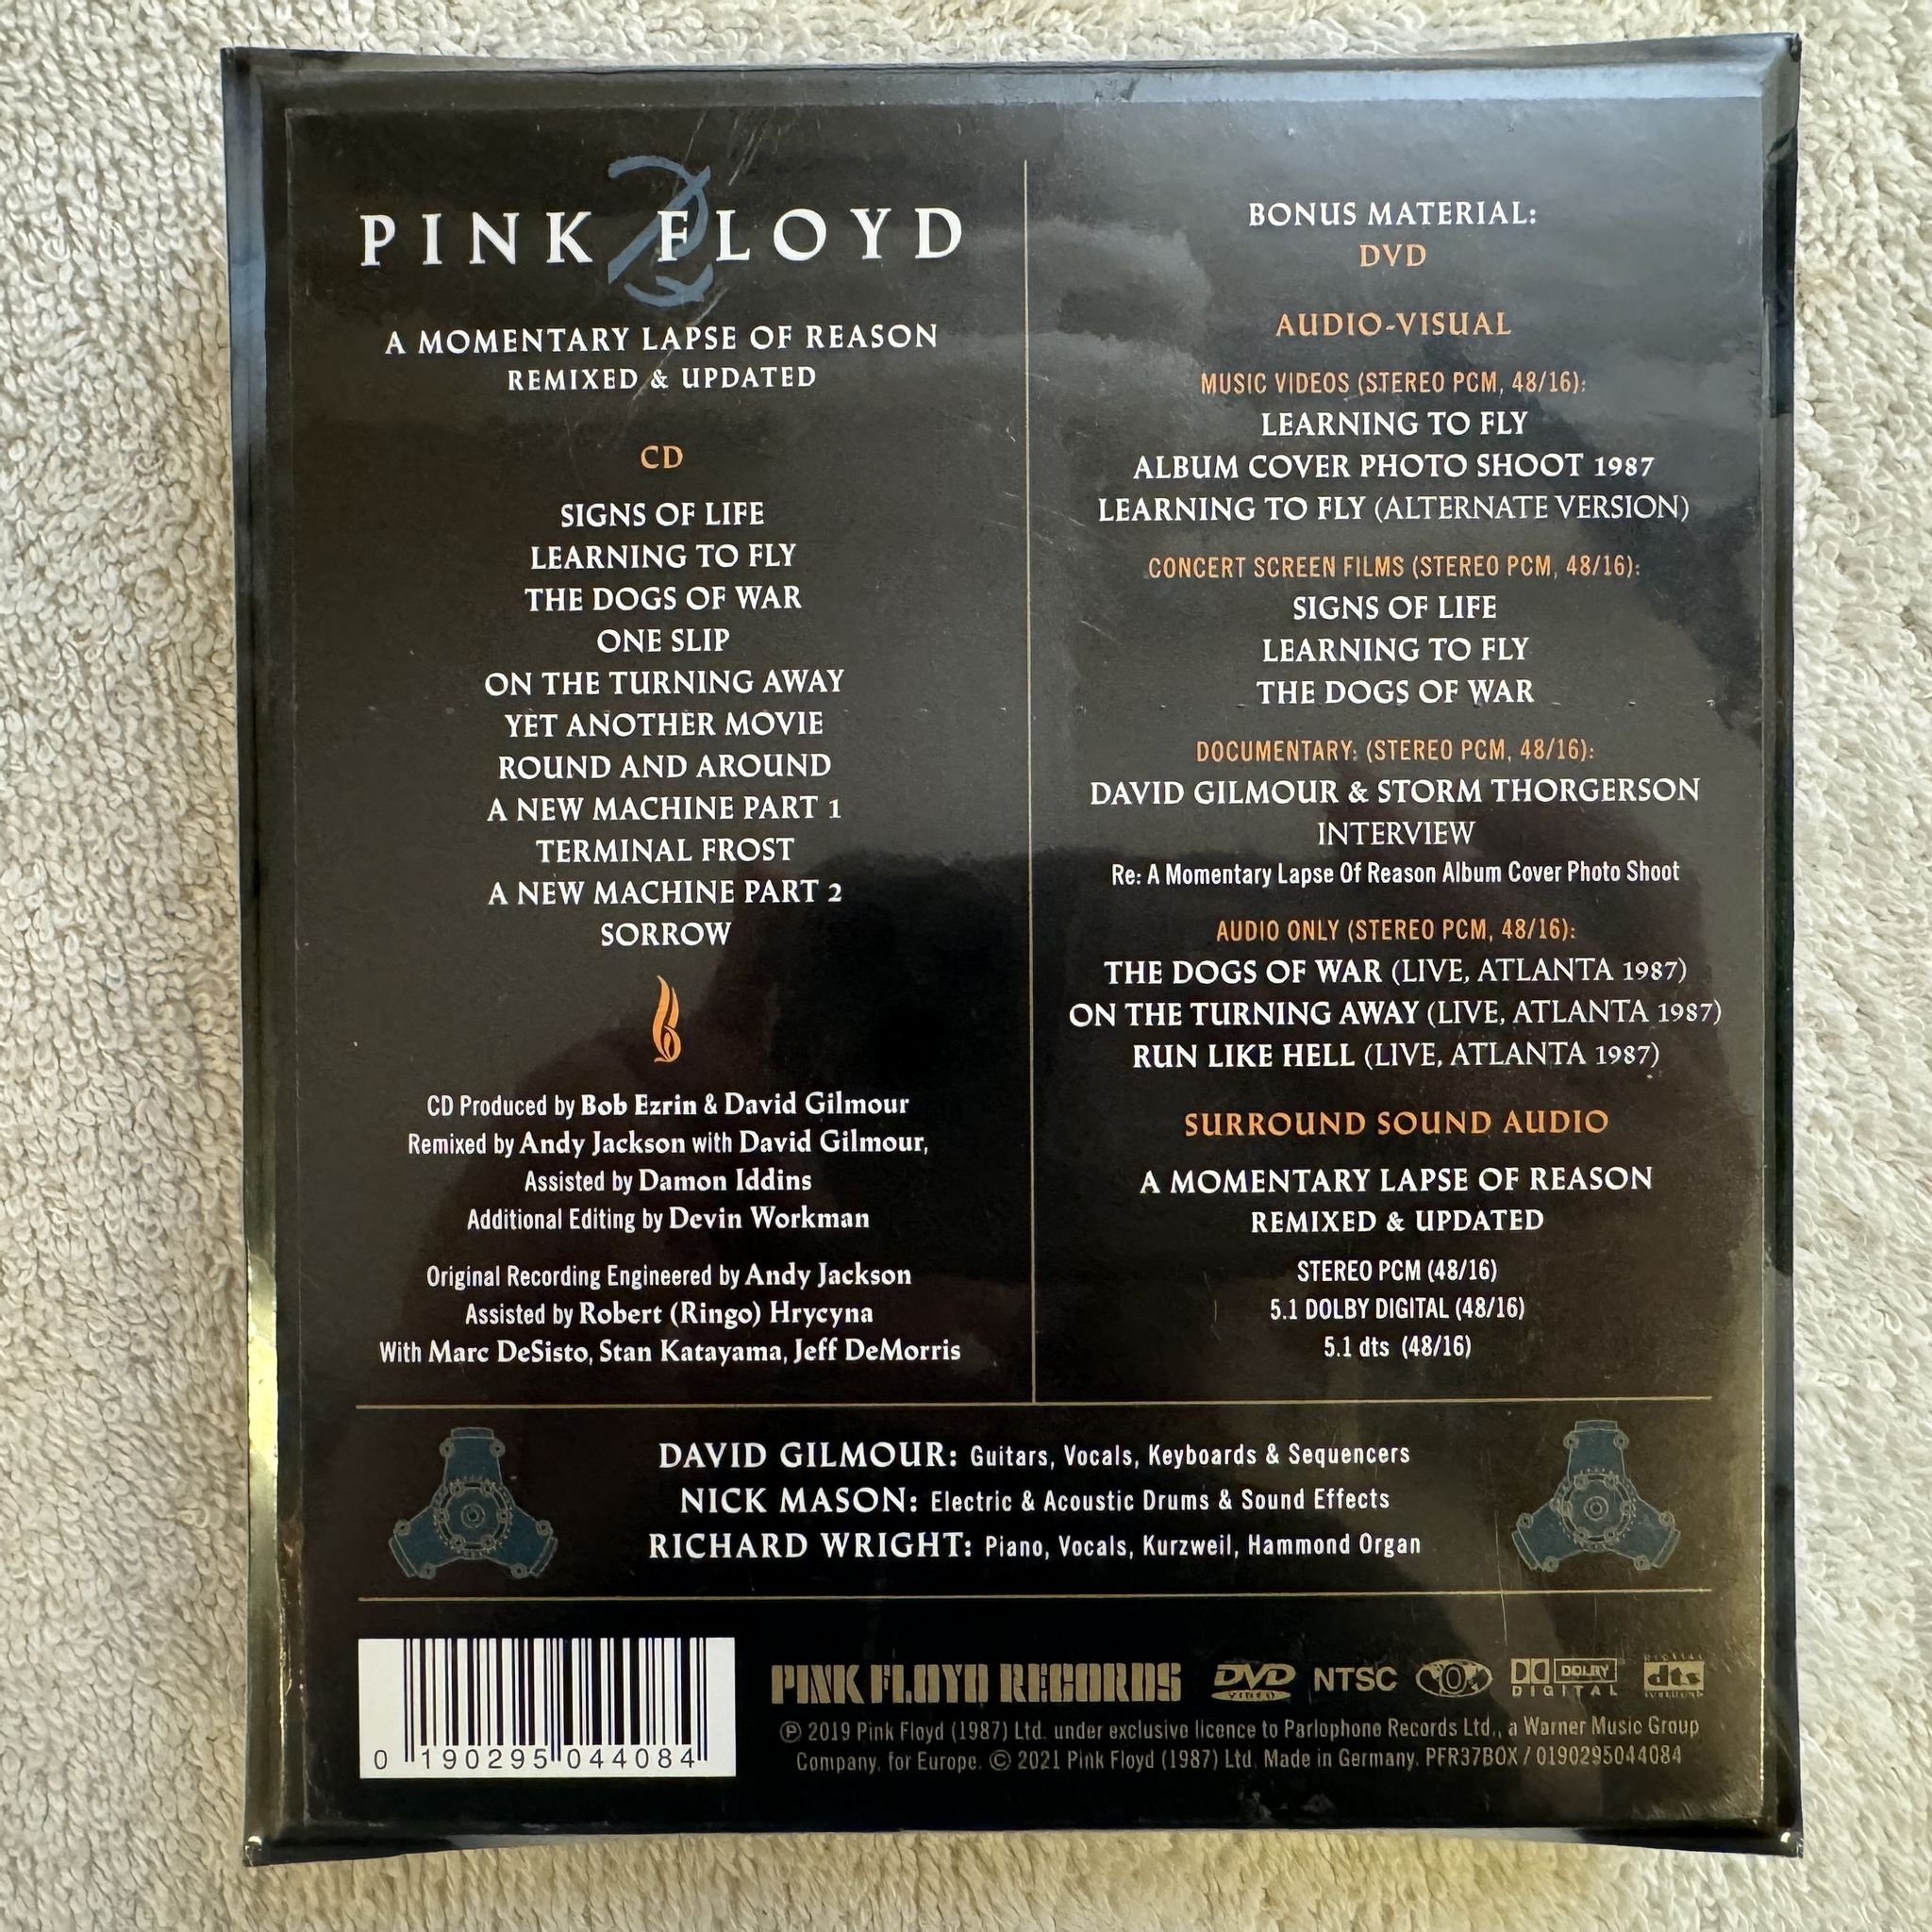 PINK FLOYD
A MOMENTARY LAPSE OF REASON
REMIXED & UPDATED
CD
SIGNS OF LIFE
LEARNING TO FLY
THE DOGS OF WAR
ONE SLIP
ON THE TURNING AWAY
YET ANOTHER MOVIE
ROUND AND AROUND
A NEW MACHINE PART 1
TERMINAL FROST
A NEW MACHINE PART 2
SORROW
CD Produced by Bob Ezrin & David Gilmour
Remixed by Andy Jackson with David Gilmour,
Assisted by Damon Iddins
Additional Editing by Devin Workman
Original Recording Engineered by Andy Jackson
Assisted by Robert (Ringo) Hrycyna
With Marc DeSisto, Stan Katayama, Jeff DeMorris
BONUS MATERIAL:
DVD
AUDIO-VISUAL
MUSIC VIDEOS (STEREO PCM, 48/16):
LEARNING TO FLY
ALBUM COVER PHOTO SHOOT 1987
LEARNING TO FLY (ALTERNATE VERSION)
CONCERT SCREEN FILMS (STEREO PCM, 48/16):
SIGNS OF LIFE
LEARNING TO FLY
THE DOGS OF WAR
DOCUMENTARY: (STEREO PCM, 48/16):
DAVID GILMOUR & STORM THORGERSON
INTERVIEW
Re: A Momentary Lapse Of Reason Album Cover Photo Shoot
AUDIO ONLY (STEREO PCM, 48/16):
THE DOGS OF WAR (LIVE, ATLANTA 1987)
ON THE TURNING AWAY (LIVE, ATLANTA 1987)
RUN LIKE HELL (LIVE, ATLANTA 1987)
SURROUND SOUND AUDIO
A MOMENTARY LAPSE OF REASON
REMIXED & UPDATED
STEREO PCM (48/16)
5.1 DOLBY DIGITAL (48/16)
5.1 dts (48/16)
DAVID GILMOUR: Guitars, Vocals, Keyboards & Sequencers
NICK MASON: Electric & Acoustic Drums & Sound Effects
RICHARD WRIGHT: Piano, Vocals, Kurzweil, Hammond Organ
0 190295 044084
PINK FLOYD RECORDS DVD VIDEO NTSC 0 DOLBY DIGITAL dts
℗ 2019 Pink Floyd (1987) Ltd. under exclusive licence to Parlophone Records Ltd., a Warner Music Group
Company, for Europe. © 2021 Pink Floyd (1987) Ltd. Made in Germany. PFR37BOX / 0190295044084